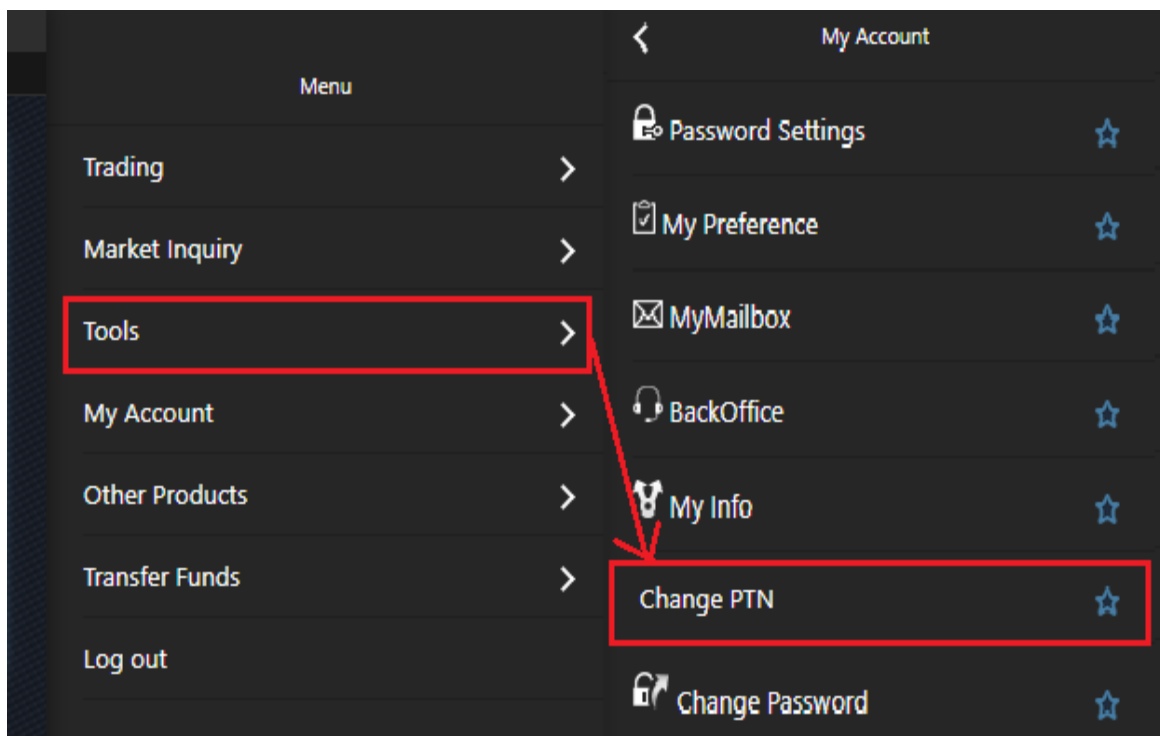 Menu
Trading
Market Inquiry
Tools
My Account
Other Products
Transfer Funds
Log out
My Account
Password Settings
My Preference
MyMailbox
BackOffice
My Info
Change PTN
Change Password